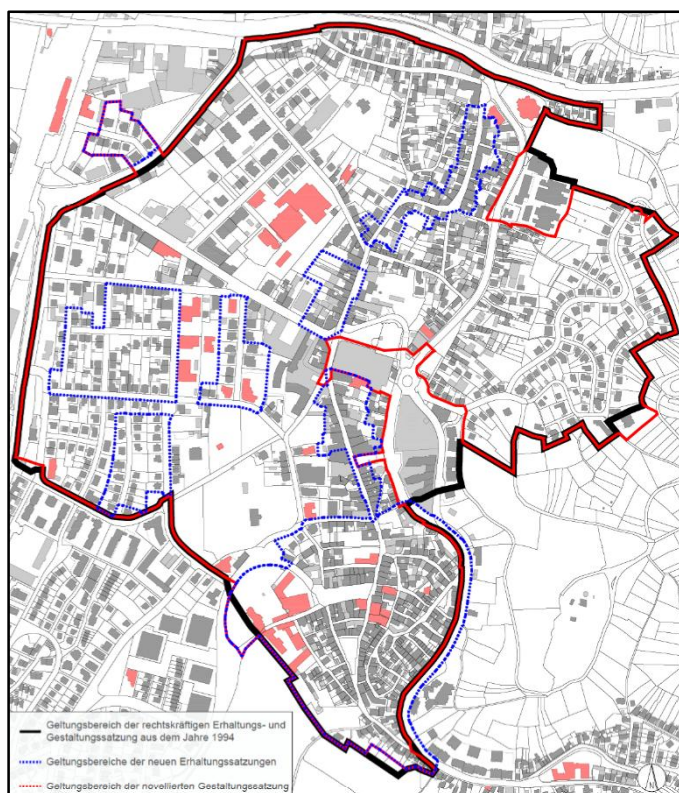 Geltungsbereich der rechtskräftigen Erhaltungs- und
Gestaltungssatzung aus dem Jahre 1994
Geltungsbereiche der neuen Erhaltungssatzungen
Geltungsbereich der novellierten Gestaltungssatzung
N